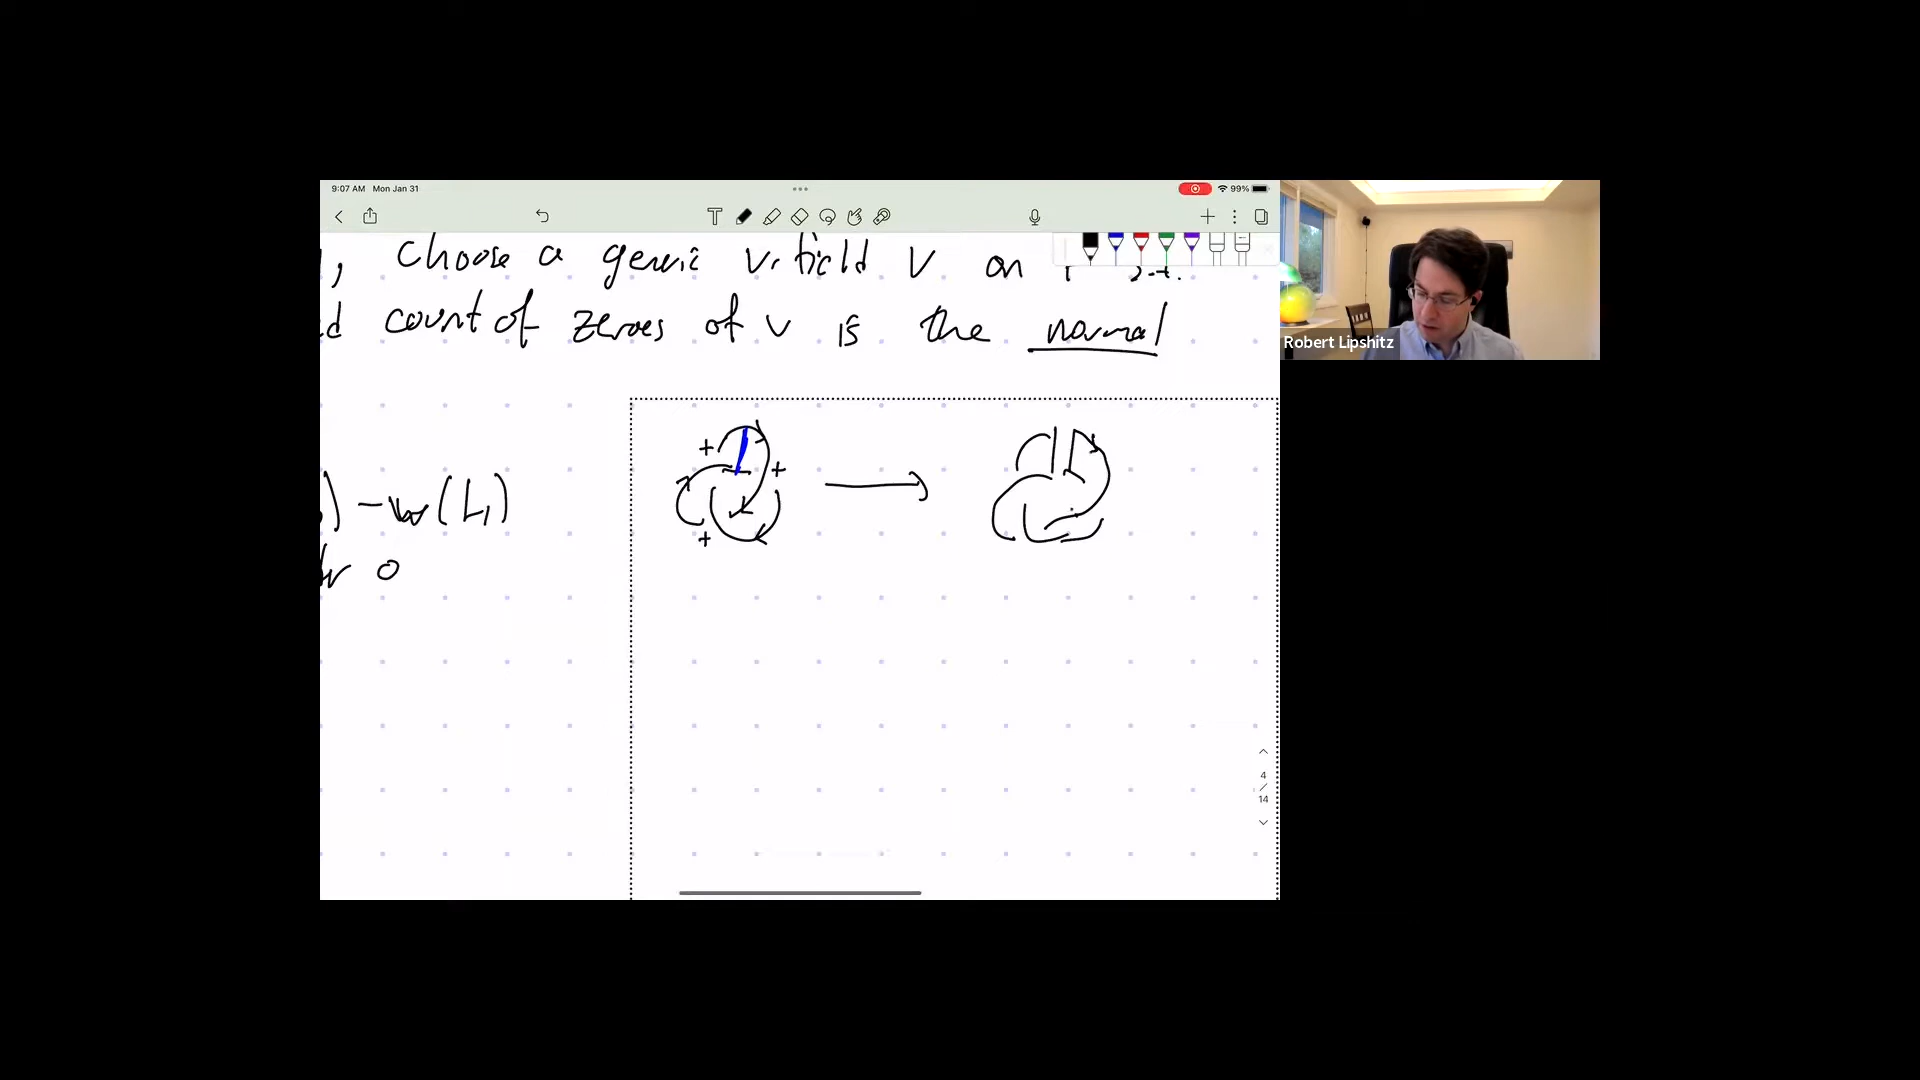 9:07 AM Mon Jan 31
99%
, Choose a generic v. field V on s.t.
count of zeroes of v is the normal
Robert Lipshitz
+
+
) - w(L₁)
+
o
4
/
14